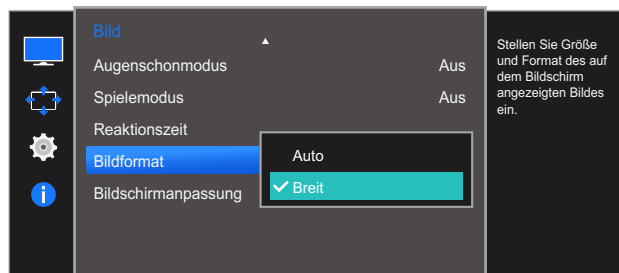 Bild
Augenschonmodus Aus
Spielemodus Aus
Reaktionszeit
Bildformat
Auto
Breit
Bildschirmanpassung
Stellen Sie Größe
und Format des auf
dem Bildschirm
angezeigten Bildes
ein.